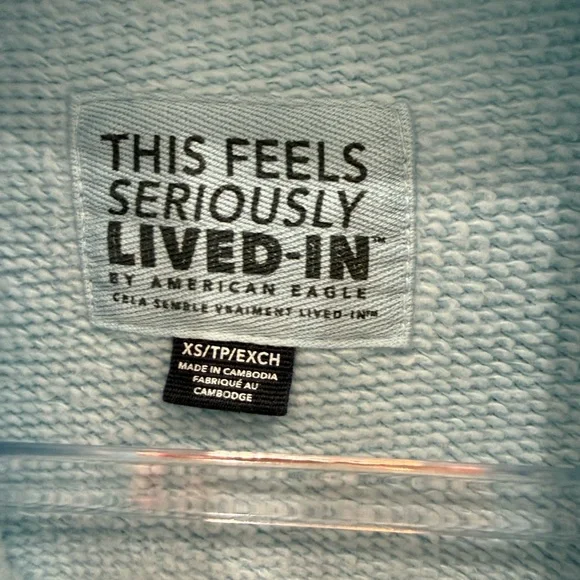 THIS FEELS
SERIOUSLY
LIVED-IN™
BY AMERICAN EAGLE
CELA SEMBLE VRAIMENT LIVED-IN™
XS/TP/EXCH
MADE IN CAMBODIA
FABRIQUÉ AU
CAMBODGE